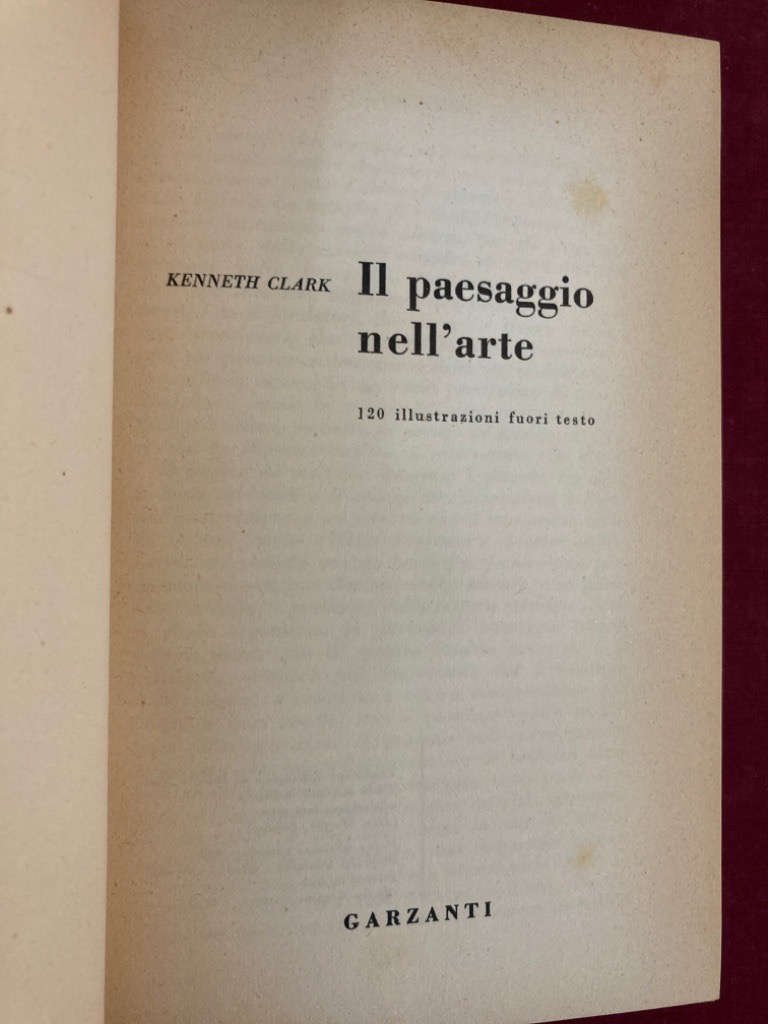 KENNETH CLARK
Il paesaggio
nell'arte
120 illustrazioni fuori testo
GARZANTI